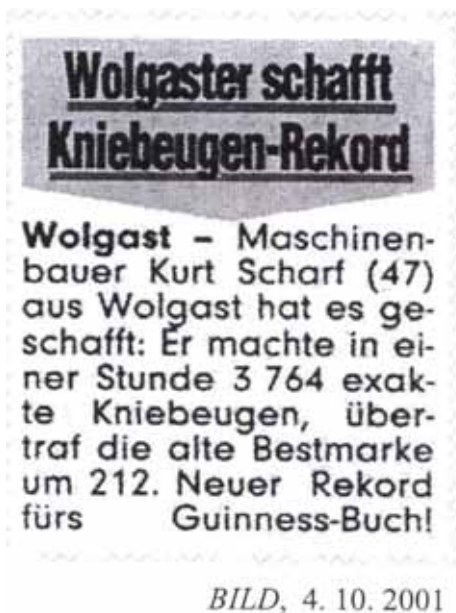 Wolgaster schafft
Kniebeugen-Rekord
Wolgast – Maschinen-
bauer Kurt Scharf (47)
aus Wolgast hat es ge-
schafft: Er machte in ei-
ner Stunde 3 764 exak-
te Kniebeugen, über-
traf die alte Bestmarke
um 212. Neuer Rekord
fürs Guinness-Buch!
BILD, 4. 10. 2001